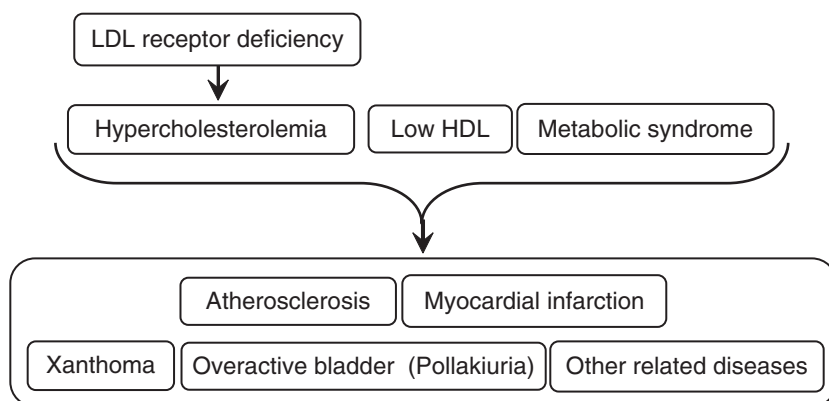 LDL receptor deficiency
Hypercholesterolemia Low HDL Metabolic syndrome
Atherosclerosis Myocardial infarction
Xanthoma Overactive bladder (Pollakiuria) Other related diseases